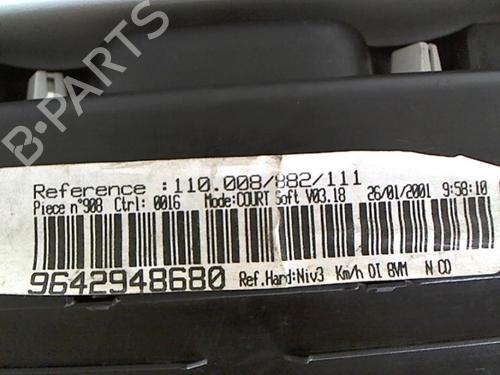 B-PARTS
Reference :110.008/882/111
Piece n°908 Ctrl: 0016 Mode:COURT Soft V03.18 26/01/2001 9:58:10
9642948680 Ref.Hard:Niv3 Km/h DI 8VM N CO